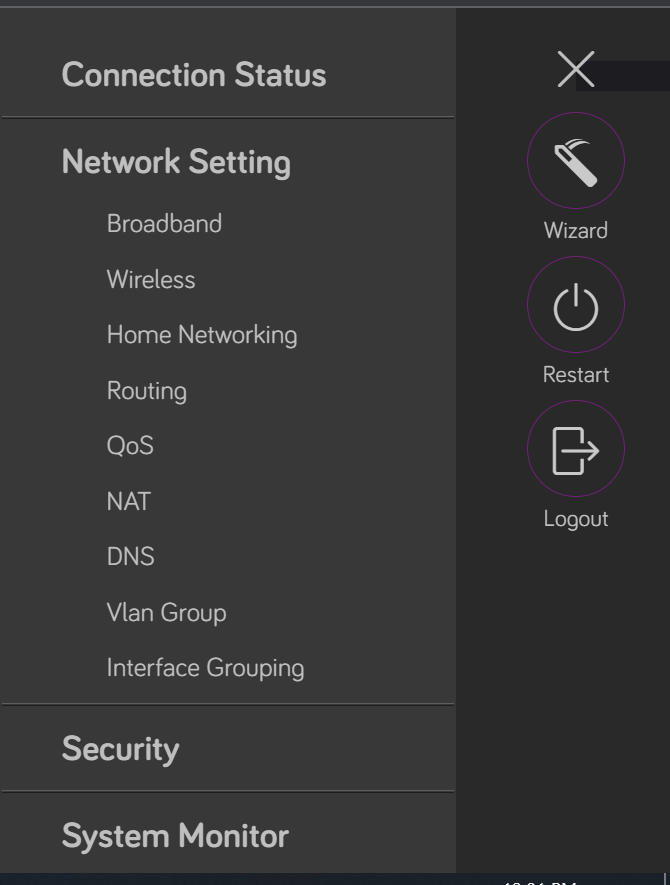 Connection Status
Network Setting
Broadband
Wireless
Home Networking
Routing
QoS
NAT
DNS
Vlan Group
Interface Grouping
Security
System Monitor
Wizard
Restart
Logout